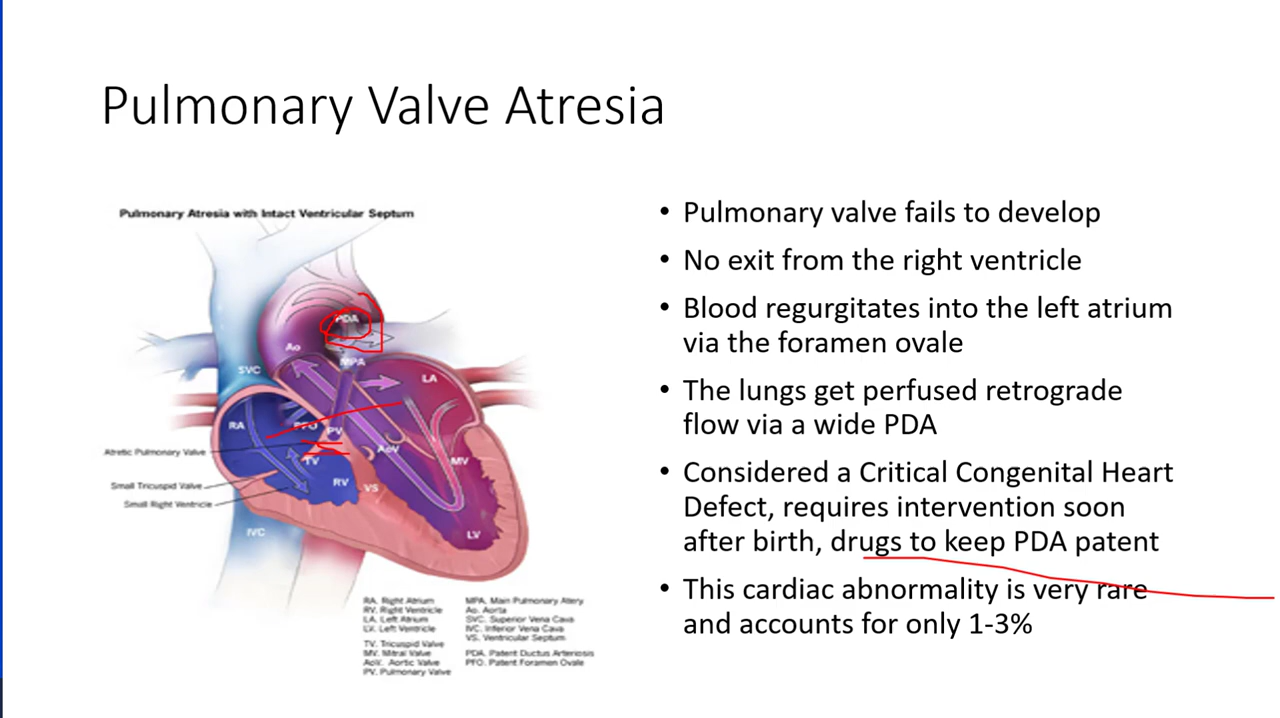 Pulmonary Valve Atresia
Pulmonary Atresia with Intact Ventricular Septum
PDA
Ao
MPA
SVC
LA
RA
PFO
PV
AoV
Atretic Pulmonary Valve
TV
MV
Small Tricuspid Valve
RV
VS
Small Right Ventricle
IVC
LV
RA. Right Atrium
RV. Right Ventricle
LA. Left Atrium
LV. Left Ventricle
TV. Tricuspid Valve
MV. Mitral Valve
AoV. Aortic Valve
PV. Pulmonary Valve
MPA. Main Pulmonary Artery
Ao. Aorta
SVC. Superior Vena Cava
IVC. Inferior Vena Cava
VS. Ventricular Septum
PDA. Patent Ductus Arteriosis
PFO. Patent Foramen Ovale
• Pulmonary valve fails to develop
• No exit from the right ventricle
• Blood regurgitates into the left atrium
via the foramen ovale
• The lungs get perfused retrograde
flow via a wide PDA
• Considered a Critical Congenital Heart
Defect, requires intervention soon
after birth, drugs to keep PDA patent
• This cardiac abnormality is very rare
and accounts for only 1-3%